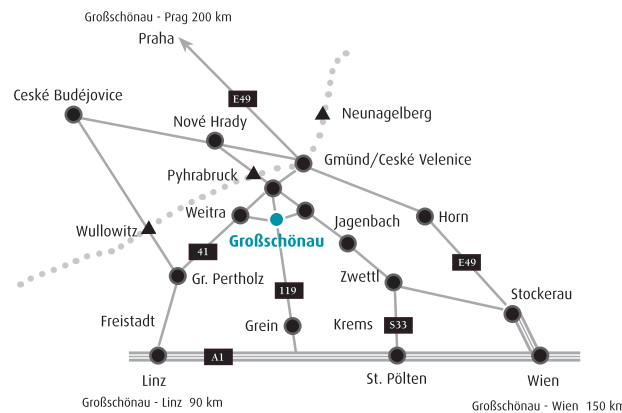 Großschönau - Prag 200 km
Praha
Ceské Budéjovice
E49
Nové Hrady
Neunagelberg
Gmünd/Ceské Velenice
Pyhrabruck
Weitra
Jagenbach
Horn
Wullowitz
Großschönau
41
E49
Gr. Pertholz
Zwettl
119
Stockerau
Freistadt
Grein
Krems
S33
A1
Linz
St. Pölten
Wien
Großschönau - Linz 90 km
Großschönau - Wien 150 km